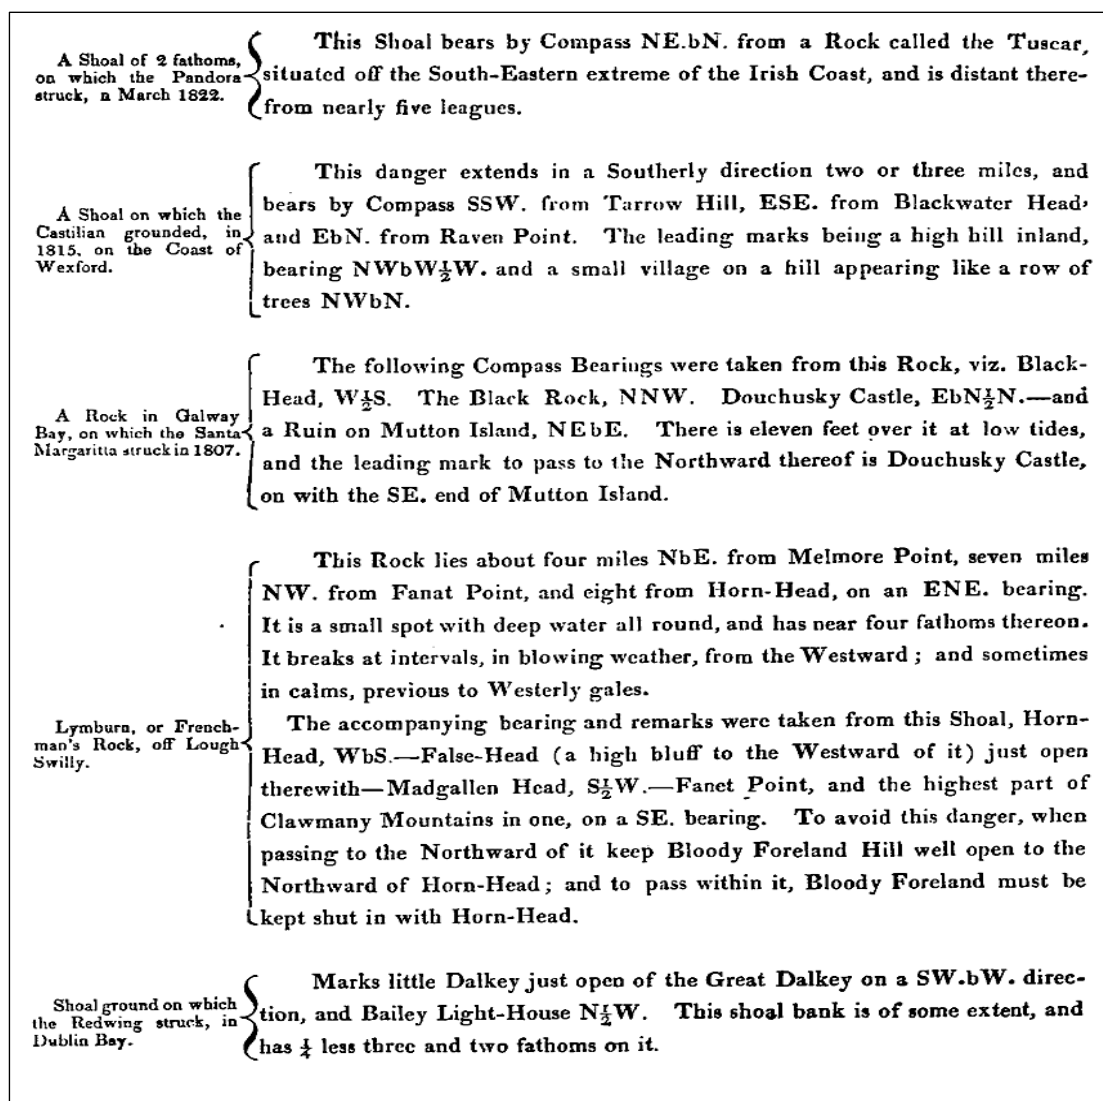 A Shoal of 2 fathoms,
on which the Pandora
struck, n March 1822.
This Shoal bears by Compass NE.bN. from a Rock called the Tuscar,
situated off the South-Eastern extreme of the Irish Coast, and is distant there-
from nearly five leagues.
A Shoal on which the
Castilian grounded, in
1815, on the Coast of
Wexford.
This danger extends in a Southerly direction two or three miles, and
bears by Compass SSW. from Tarrow Hill, ESE. from Blackwater Head,
and EbN. from Raven Point. The leading marks being a high hill inland,
bearing NWbW½W. and a small village on a hill appearing like a row of
trees NWbN.
A Rock in Galway
Bay, on which the Santa
Margaritta struck in 1807.
The following Compass Bearings were taken from this Rock, viz. Black-
Head, W½S. The Black Rock, NNW. Douchusky Castle, EbN½N.—and
a Ruin on Mutton Island, NEbE. There is eleven feet over it at low tides,
and the leading mark to pass to the Northward thereof is Douchusky Castle,
on with the SE. end of Mutton Island.
Lymburn, or French-
man's Rock, off Lough
Swilly.
This Rock lies about four miles NbE. from Melmore Point, seven miles
NW. from Fanat Point, and eight from Horn-Head, on an ENE. bearing.
It is a small spot with deep water all round, and has near four fathoms thereon.
It breaks at intervals, in blowing weather, from the Westward; and sometimes
in calms, previous to Westerly gales.
The accompanying bearing and remarks were taken from this Shoal, Horn-
Head, WbS.—False-Head (a high bluff to the Westward of it) just open
therewith—Madgallen Head, S½W.—Fanet Point, and the highest part of
Clawmany Mountains in one, on a SE. bearing. To avoid this danger, when
passing to the Northward of it keep Bloody Foreland Hill well open to the
Northward of Horn-Head; and to pass within it, Bloody Foreland must be
kept shut in with Horn-Head.
Shoal ground on which
the Redwing struck, in
Dublin Bay.
Marks little Dalkey just open of the Great Dalkey on a SW.bW. direc-
tion, and Bailey Light-House N½W. This shoal bank is of some extent, and
has ¼ less three and two fathoms on it.